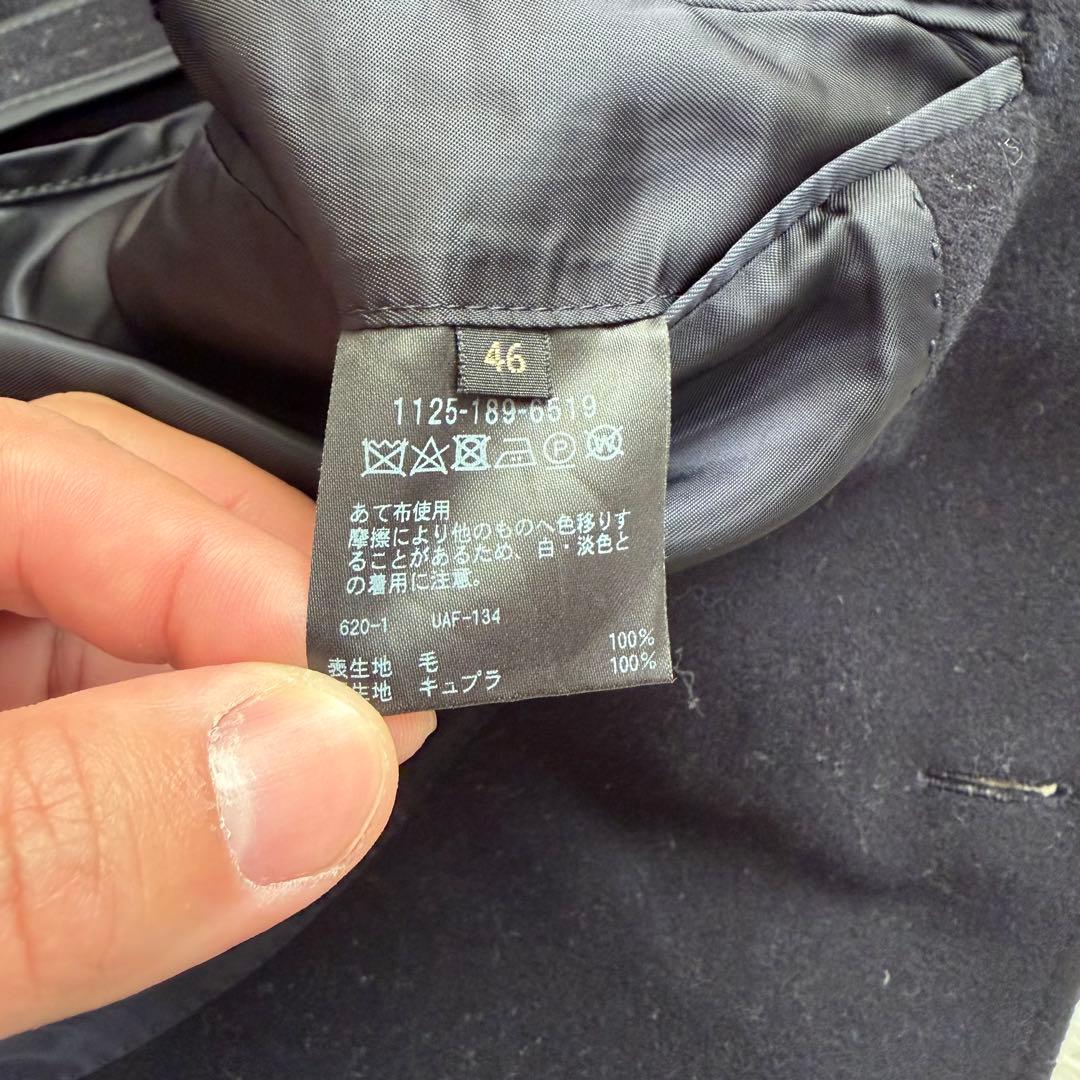 46
1125-189-6519
あて布使用
摩擦により他のものへ色移りす
ることがあるため、白・淡色と
の着用に注意。
620-1 UAF-134
表生地 毛 100%
生地 キュプラ 100%